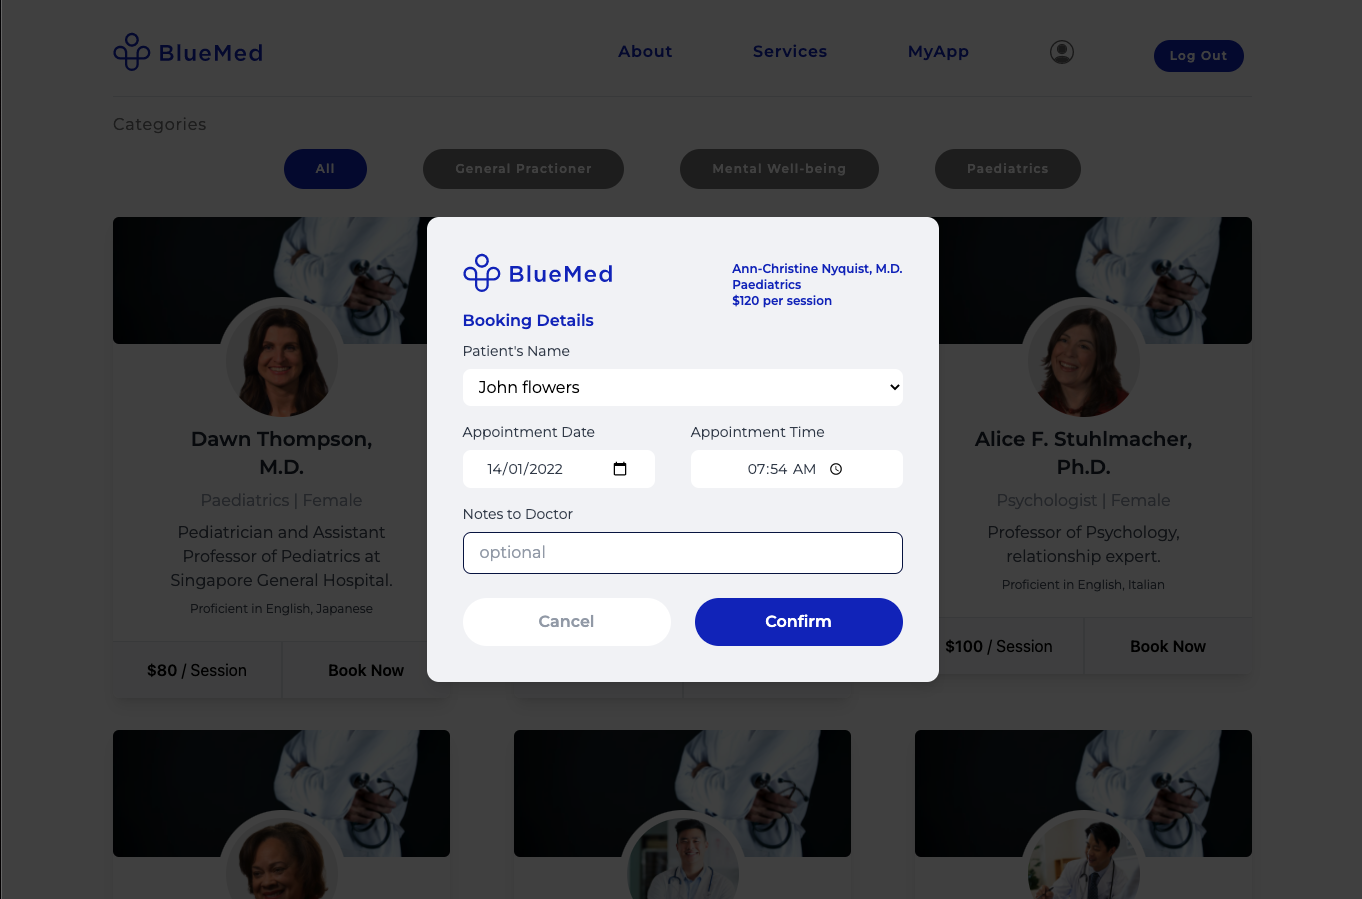 BlueMed
About
Services
MyApp
Log Out
Categories
All
General Practioner
Mental Well-being
Paediatrics
BlueMed
Ann-Christine Nyquist, M.D.
Paediatrics
$120 per session
Booking Details
Patient's Name
John flowers
Appointment Date
Appointment Time
14/01/2022
07:54 AM
Notes to Doctor
optional
Cancel
Confirm
Dawn Thompson,
M.D.
Paediatrics | Female
Pediatrician and Assistant
Professor of Pediatrics at
Singapore General Hospital.
Proficient in English, Japanese
$80 / Session
Book Now
Alice F. Stuhlmacher,
Ph.D.
Psychologist | Female
Professor of Psychology,
relationship expert.
Proficient in English, Italian
$100 / Session
Book Now